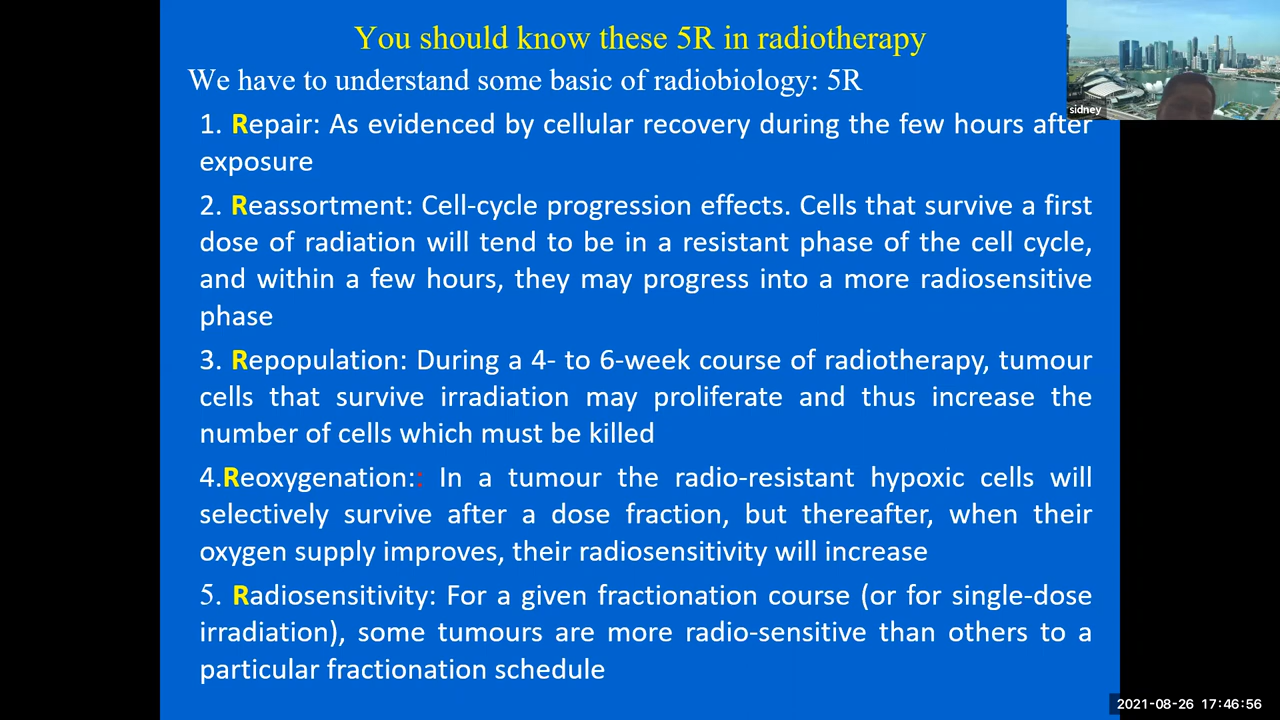 You should know these 5R in radiotherapy
We have to understand some basic of radiobiology: 5R
sidney
1. Repair: As evidenced by cellular recovery during the few hours after
exposure
2. Reassortment: Cell-cycle progression effects. Cells that survive a first
dose of radiation will tend to be in a resistant phase of the cell cycle,
and within a few hours, they may progress into a more radiosensitive
phase
3. Repopulation: During a 4- to 6-week course of radiotherapy, tumour
cells that survive irradiation may proliferate and thus increase the
number of cells which must be killed
4.Reoxygenation:: In a tumour the radio-resistant hypoxic cells will
selectively survive after a dose fraction, but thereafter, when their
oxygen supply improves, their radiosensitivity will increase
5. Radiosensitivity: For a given fractionation course (or for single-dose
irradiation), some tumours are more radio-sensitive than others to a
particular fractionation schedule
2021-08-26 17:46:56